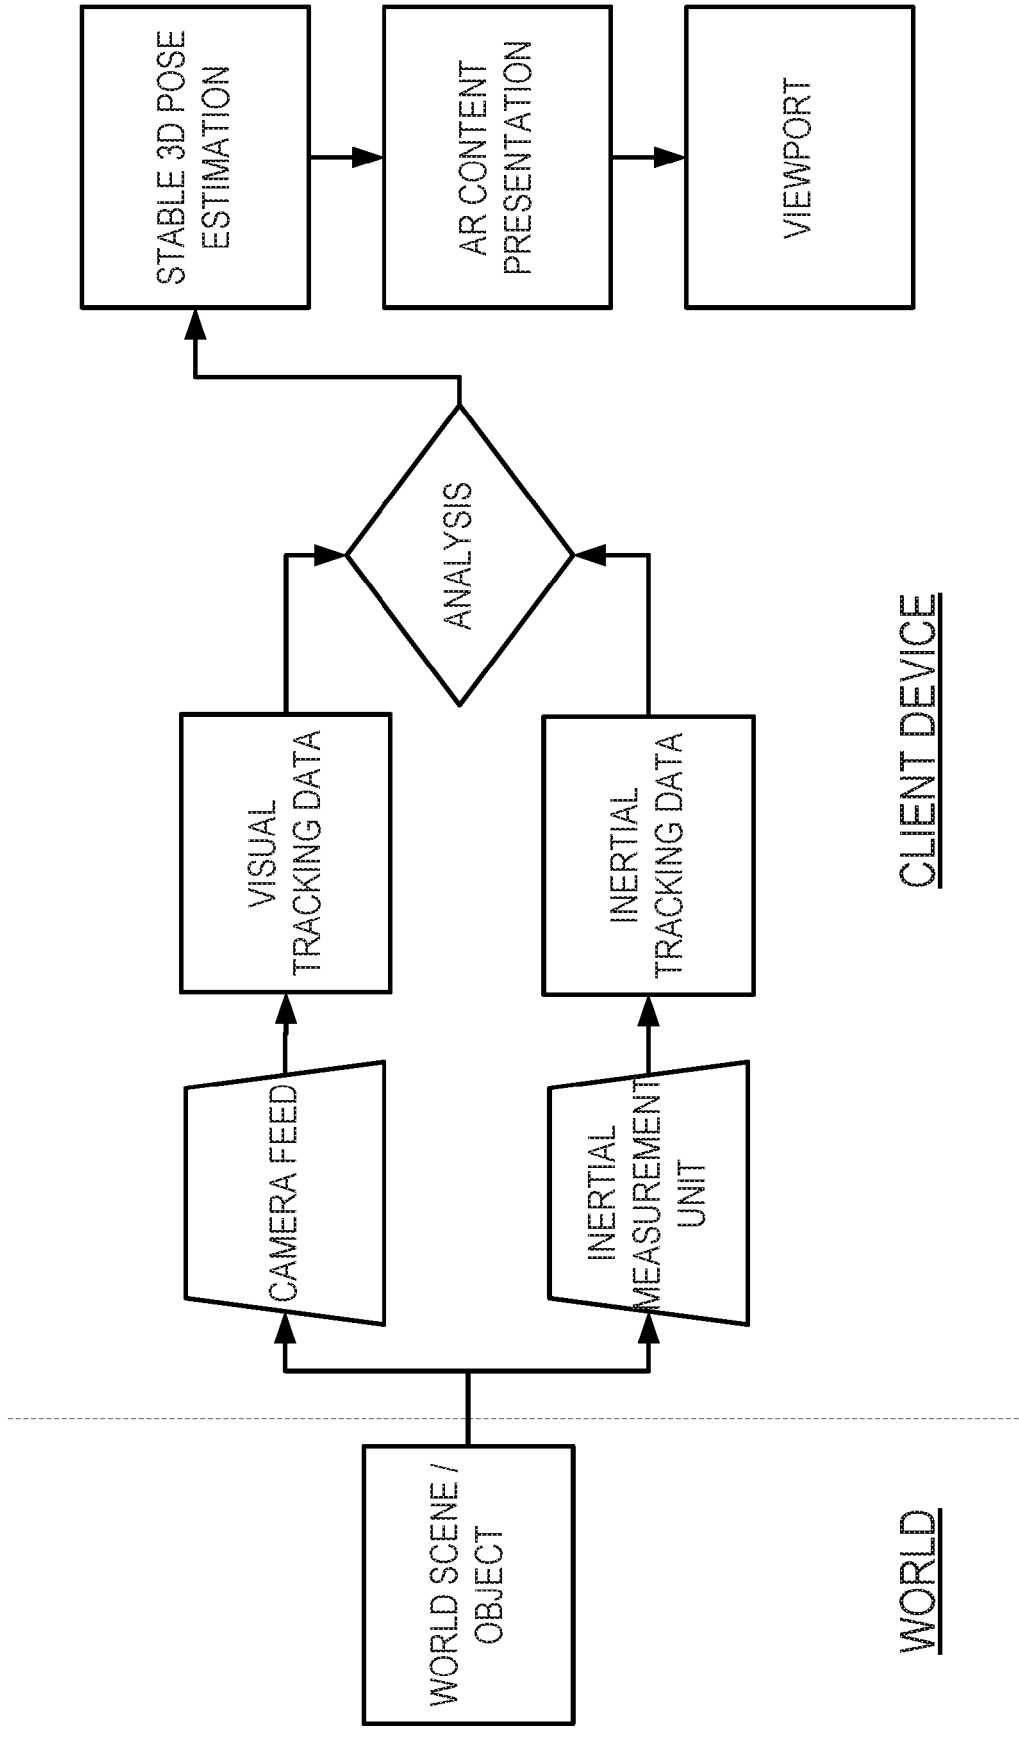 WORLD SCENE /
OBJECT
CAMERA FEED
INERTIAL
MEASUREMENT
UNIT
VISUAL
TRACKING DATA
INERTIAL
TRACKING DATA
ANALYSIS
STABLE 3D POSE
ESTIMATION
AR CONTENT
PRESENTATION
VIEWPORT
WORLD
CLIENT DEVICE